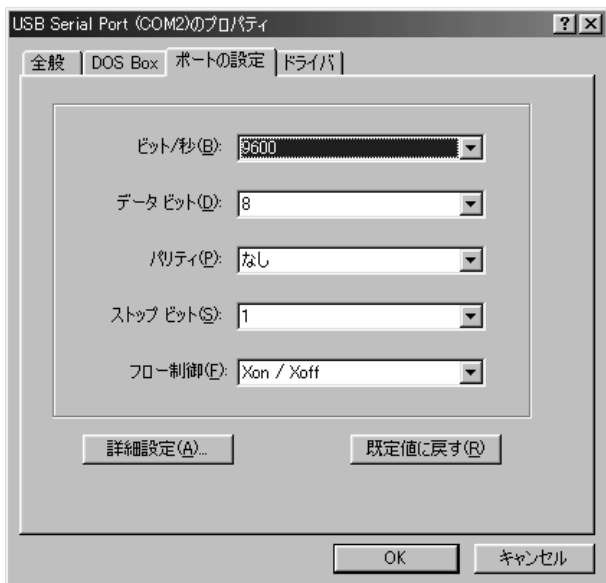 USB Serial Port (COM2)のプロパティ
全般 DOS Box ポートの設定 ドライバ
ビット/秒(B): 9600
データ ビット(D): 8
パリティ(P): なし
ストップ ビット(S): 1
フロー制御(F): Xon / Xoff
詳細設定(A)... 既定値に戻す(R)
OK キャンセル